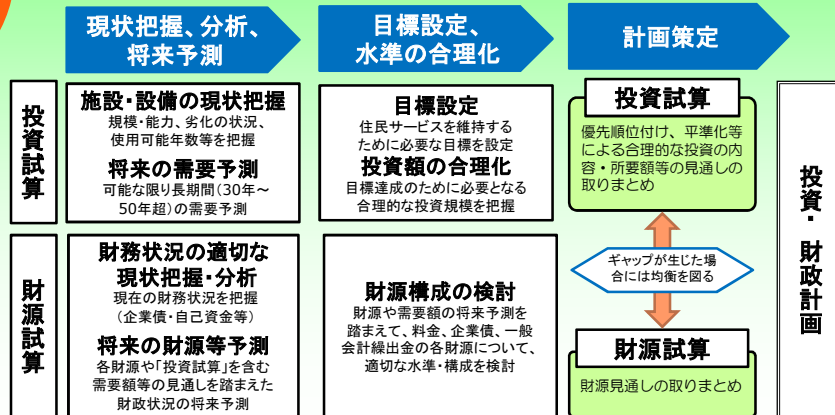 現状把握、分析、
将来予測
目標設定、
水準の合理化
計画策定
投資試算
施設・設備の現状把握
規模・能力、劣化の状況、
使用可能年数等を把握
将来の需要予測
可能な限り長期間(30年～
50年超)の需要予測
目標設定
住民サービスを維持する
ために必要な目標を設定
投資額の合理化
目標達成のために必要となる
合理的な投資規模を把握
投資試算
優先順位付け、平準化等
による合理的な投資の内
容・所要額等の見通しの
取りまとめ
財源試算
財務状況の適切な
現状把握・分析
現在の財務状況を把握
(企業債・自己資金等)
将来の財源等予測
各財源や「投資試算」を含む
需要額等の見通しを踏まえた
財政状況の将来予測
財源構成の検討
財源や需要額の将来予測を
踏まえて、料金、企業債、一般
会計繰出金の各財源について、
適切な水準・構成を検討
ギャップが生じた場
合には均衡を図る
財源試算
財源見通しの取りまとめ
投資・財政計画